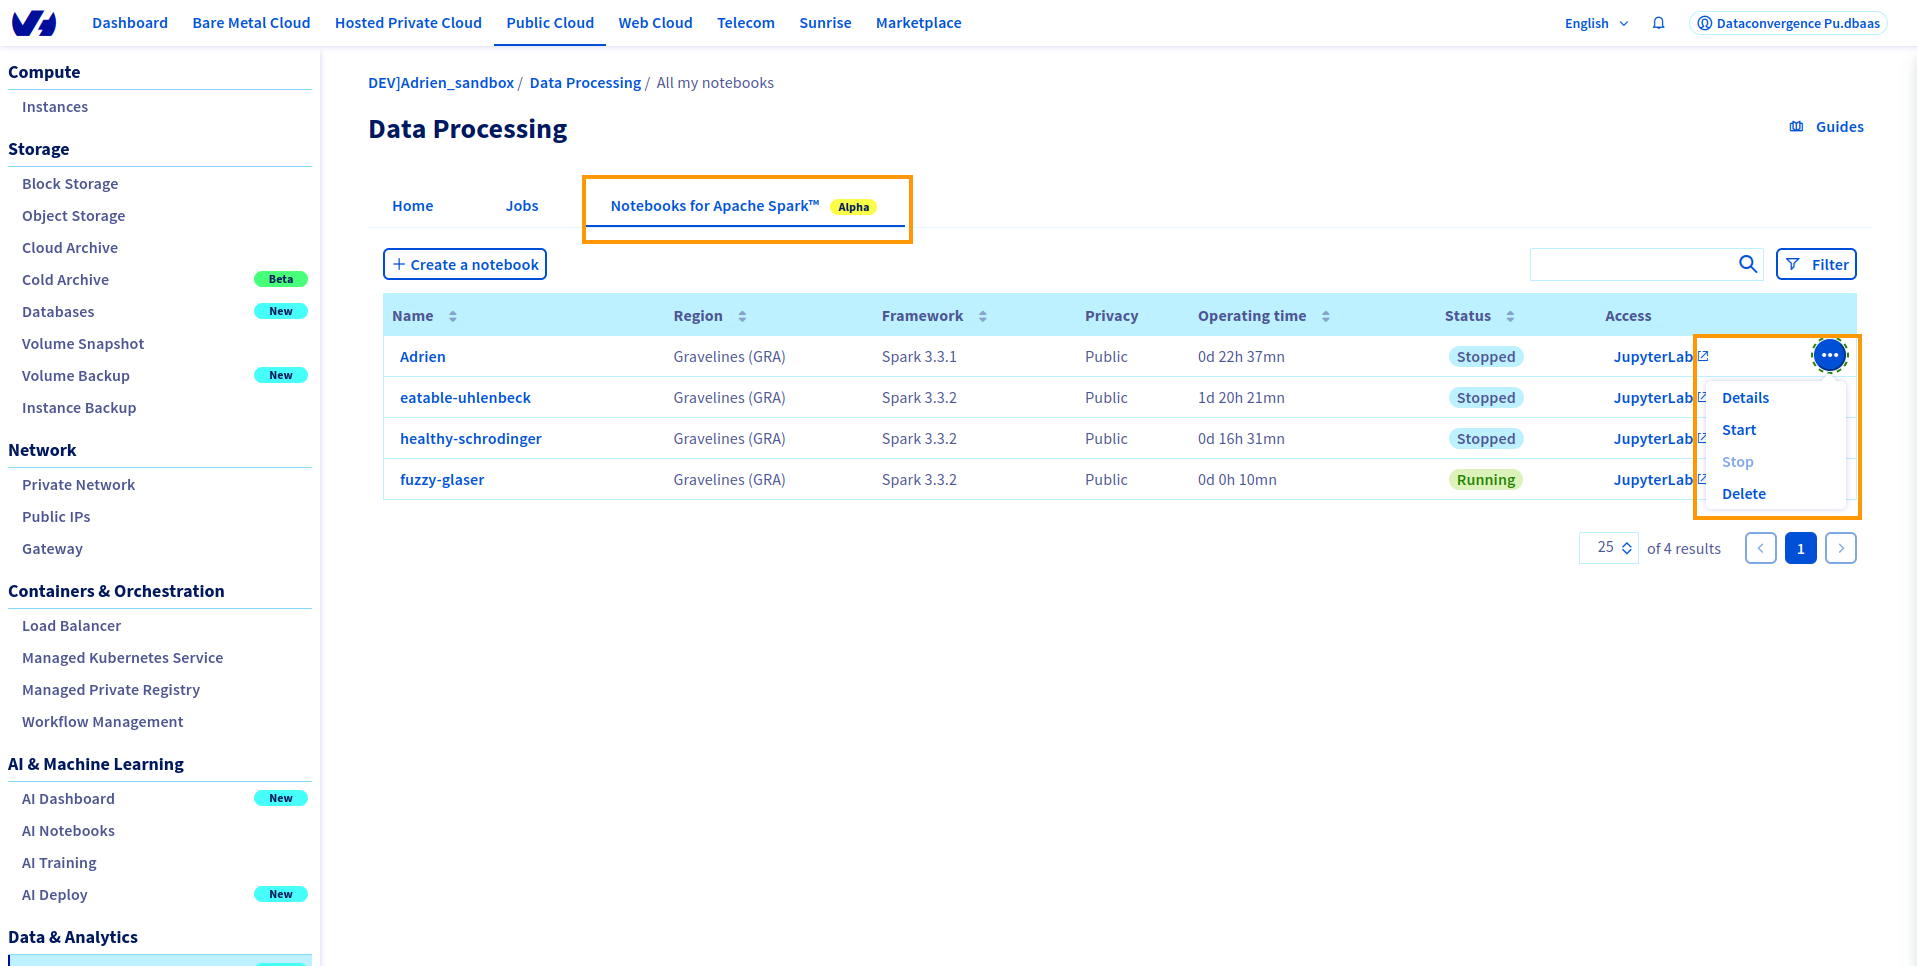 Dashboard Bare Metal Cloud Hosted Private Cloud Public Cloud Web Cloud Telecom Sunrise Marketplace English Dataconvergence Pu.dbaas
Compute
Instances
Storage
Block Storage
Object Storage
Cloud Archive
Cold Archive Beta
Databases New
Volume Snapshot
Volume Backup New
Instance Backup
Network
Private Network
Public IPs
Gateway
Containers & Orchestration
Load Balancer
Managed Kubernetes Service
Managed Private Registry
Workflow Management
AI & Machine Learning
AI Dashboard New
AI Notebooks
AI Training
AI Deploy New
Data & Analytics
DEV]Adrien_sandbox / Data Processing / All my notebooks
Data Processing
Guides
Home Jobs Notebooks for Apache Spark™ Alpha
+ Create a notebook Filter
Name Region Framework Privacy Operating time Status Access
Adrien Gravelines (GRA) Spark 3.3.1 Public 0d 22h 37mn Stopped JupyterLab
eatable-uhlenbeck Gravelines (GRA) Spark 3.3.2 Public 1d 20h 21mn Stopped JupyterLab
healthy-schrodinger Gravelines (GRA) Spark 3.3.2 Public 0d 16h 31mn Stopped JupyterLab
fuzzy-glaser Gravelines (GRA) Spark 3.3.2 Public 0d 0h 10mn Running JupyterLab
Details
Start
Stop
Delete
25 of 4 results 1